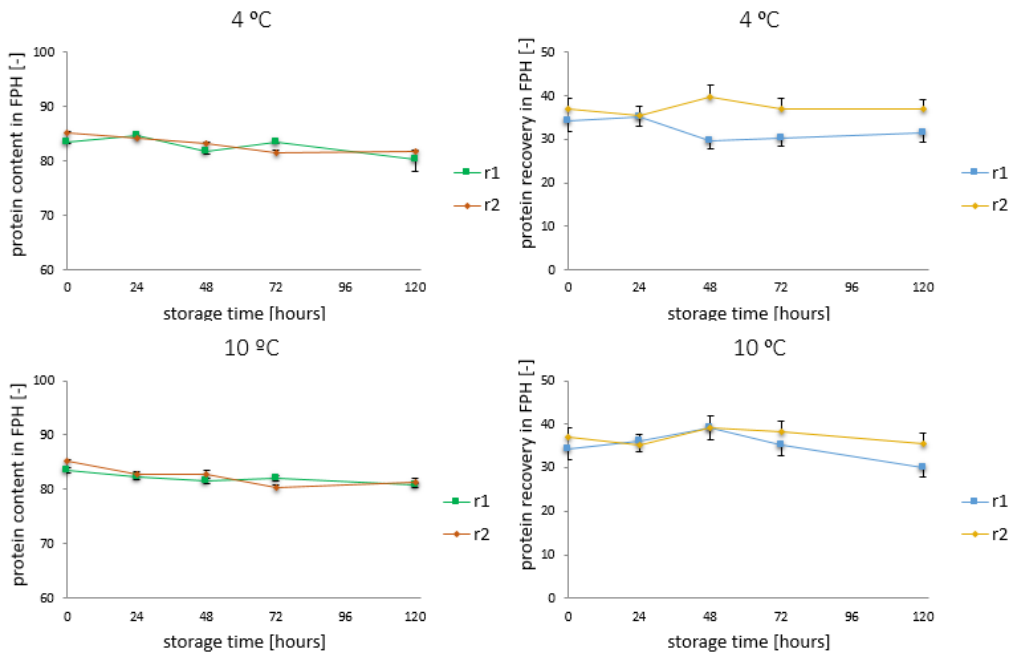 4 ºC
protein content in FPH [-]
100
90
80
70
60
0 24 48 72 96 120
storage time [hours]
r1
r2
4 ºC
protein recovery in FPH [-]
50
40
30
20
10
0
0 24 48 72 96 120
storage time [hours]
r1
r2
10 ºC
protein content in FPH [-]
100
90
80
70
60
0 24 48 72 96 120
storage time [hours]
r1
r2
10 ºC
protein recovery in FPH [-]
50
40
30
20
10
0
0 24 48 72 96 120
storage time [hours]
r1
r2